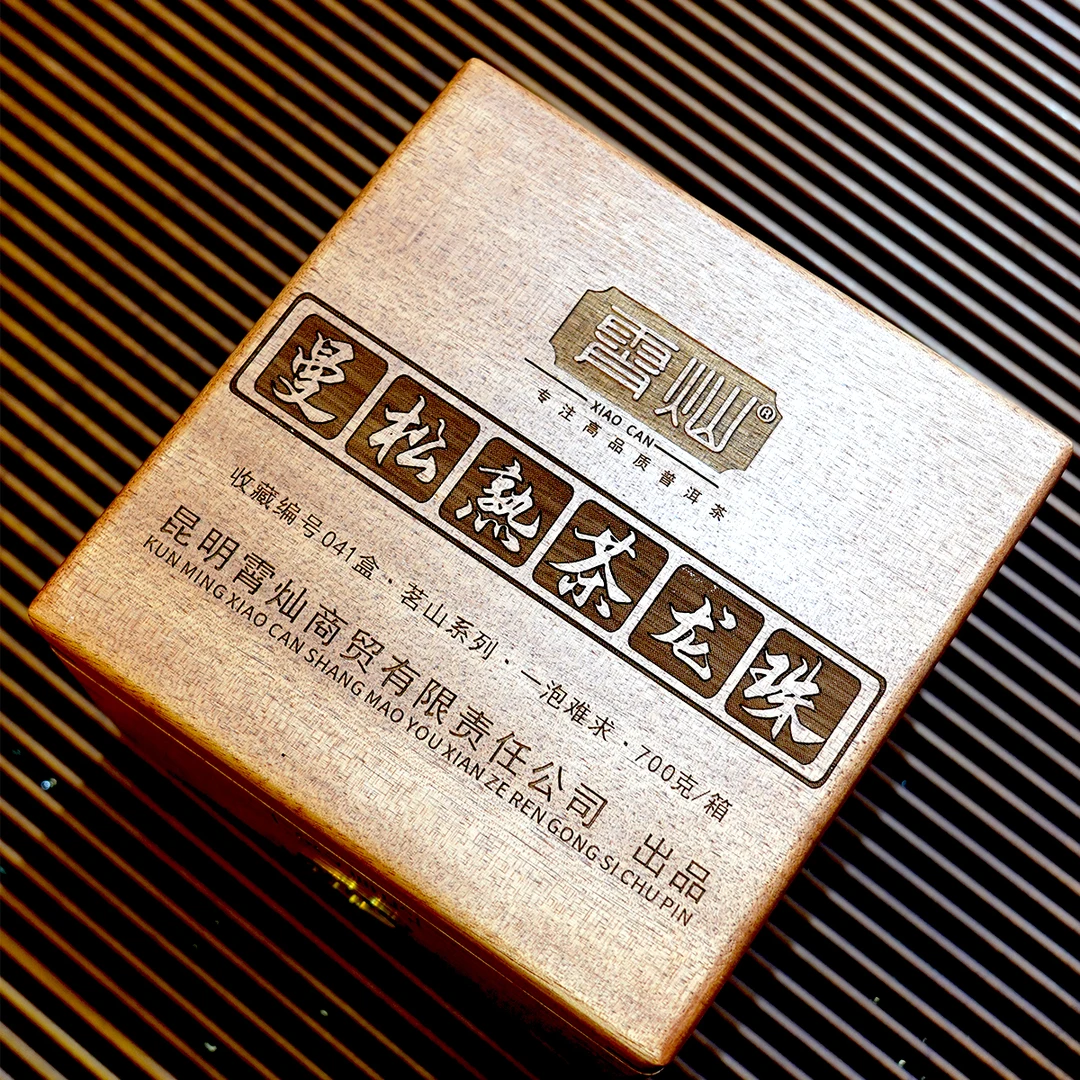 霄灿®
XIAO CAN
专注高品质普洱茶
曼松熟茶龙珠
收藏编号041盒·茗山系列·一泡难求·700克/箱
昆明霄灿商贸有限责任公司 出品
KUN MING XIAO CAN SHANG MAO YOU XIAN ZE REN GONG SI CHU PIN